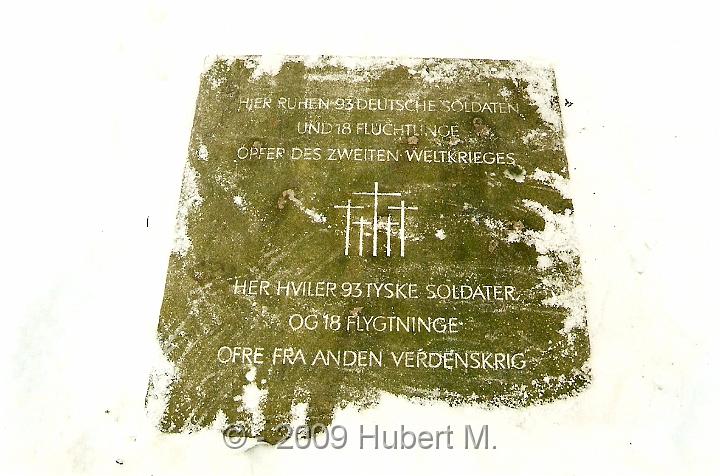 HIER RUHEN 93 DEUTSCHE SOLDATEN
UND 18 FLÜCHTLINGE
OPFER DES ZWEITEN WELTKRIEGES
HER HVILER 93 TYSKE SOLDATER
OG 18 FLYGTNINGE
OFRE FRA ANDEN VERDENSKRIG
© - 2009 Hubert M.